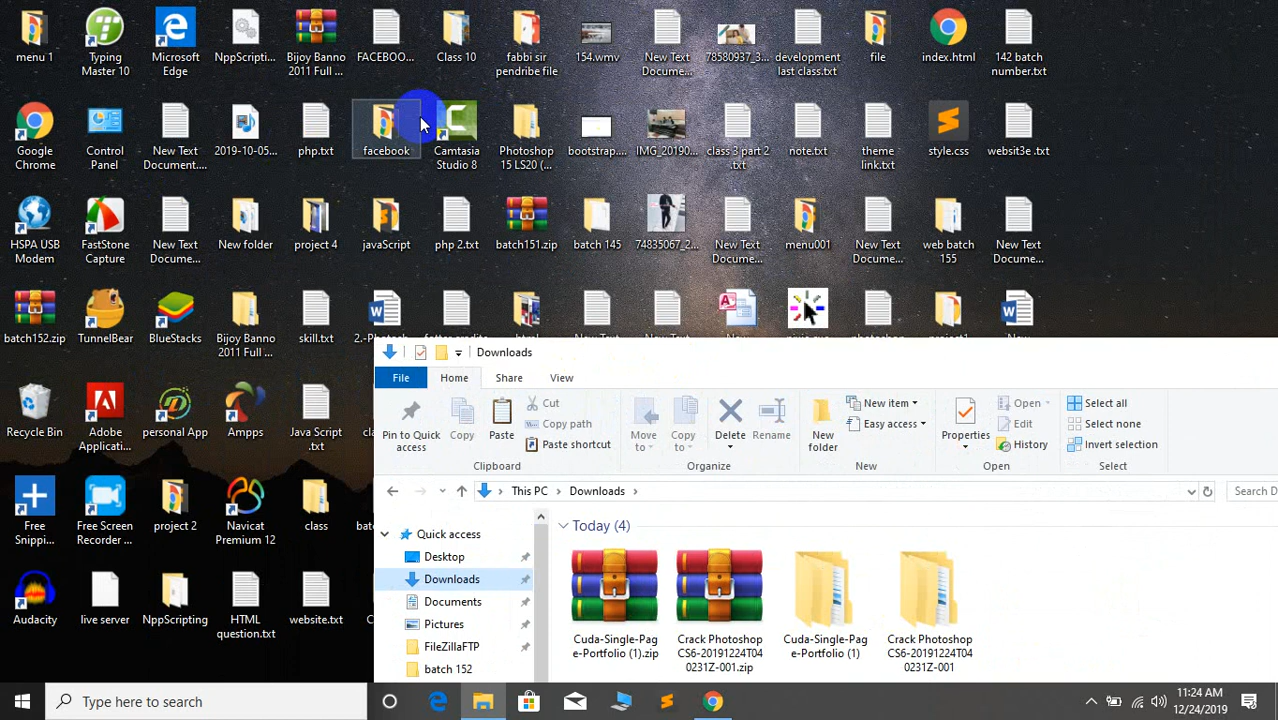 menu 1
Typing
Master 10
Microsoft
Edge
NppScripti...
Bijoy Banno
2011 Full ...
FACEBOO...
Class 10
fabbi sir
pendribe file
154.wmv
New Text
Docume...
78580937_3...
development
last class.txt
file
index.html
142 batch
number.txt
Google
Chrome
Control
Panel
New Text
Document....
2019-10-05...
php.txt
facebook
Camtasia
Studio 8
Photoshop
15 LS20 (...
bootstrap....
IMG_20190...
class 3 part 2
.txt
note.txt
theme
link.txt
style.css
websit3e .txt
HSPA USB
Modem
FastStone
Capture
New Text
Docume...
New folder
project 4
javaScript
php 2.txt
batch151.zip
batch 145
74835067_2...
New Text
Docume...
menu001
New Text
Docume...
web batch
155
New Text
Docume...
batch152.zip
TunnelBear
BlueStacks
Bijoy Banno
2011 Full ...
skill.txt
Recycle Bin
Adobe
Applicati...
personal App
Ampps
Java Script
.txt
Free
Snippi...
Free Screen
Recorder ...
project 2
Navicat
Premium 12
class
Audacity
live server
NppScripting
HTML
question.txt
website.txt
Downloads
File
Home
Share
View
Pin to Quick
access
Copy
Paste
Cut
Copy path
Paste shortcut
Clipboard
Move
to
Copy
to
Delete
Rename
Organize
New
folder
New item
Easy access
New
Properties
Open
Edit
History
Open
Select all
Select none
Invert selection
Select
This PC
Downloads
Search D
Quick access
Desktop
Downloads
Documents
Pictures
FileZillaFTP
batch 152
Today (4)
Cuda-Single-Pag
e-Portfolio (1).zip
Crack Photoshop
CS6-20191224T04
0231Z-001.zip
Cuda-Single-Pag
e-Portfolio (1)
Crack Photoshop
CS6-20191224T04
0231Z-001
Type here to search
11:24 AM
12/24/2019